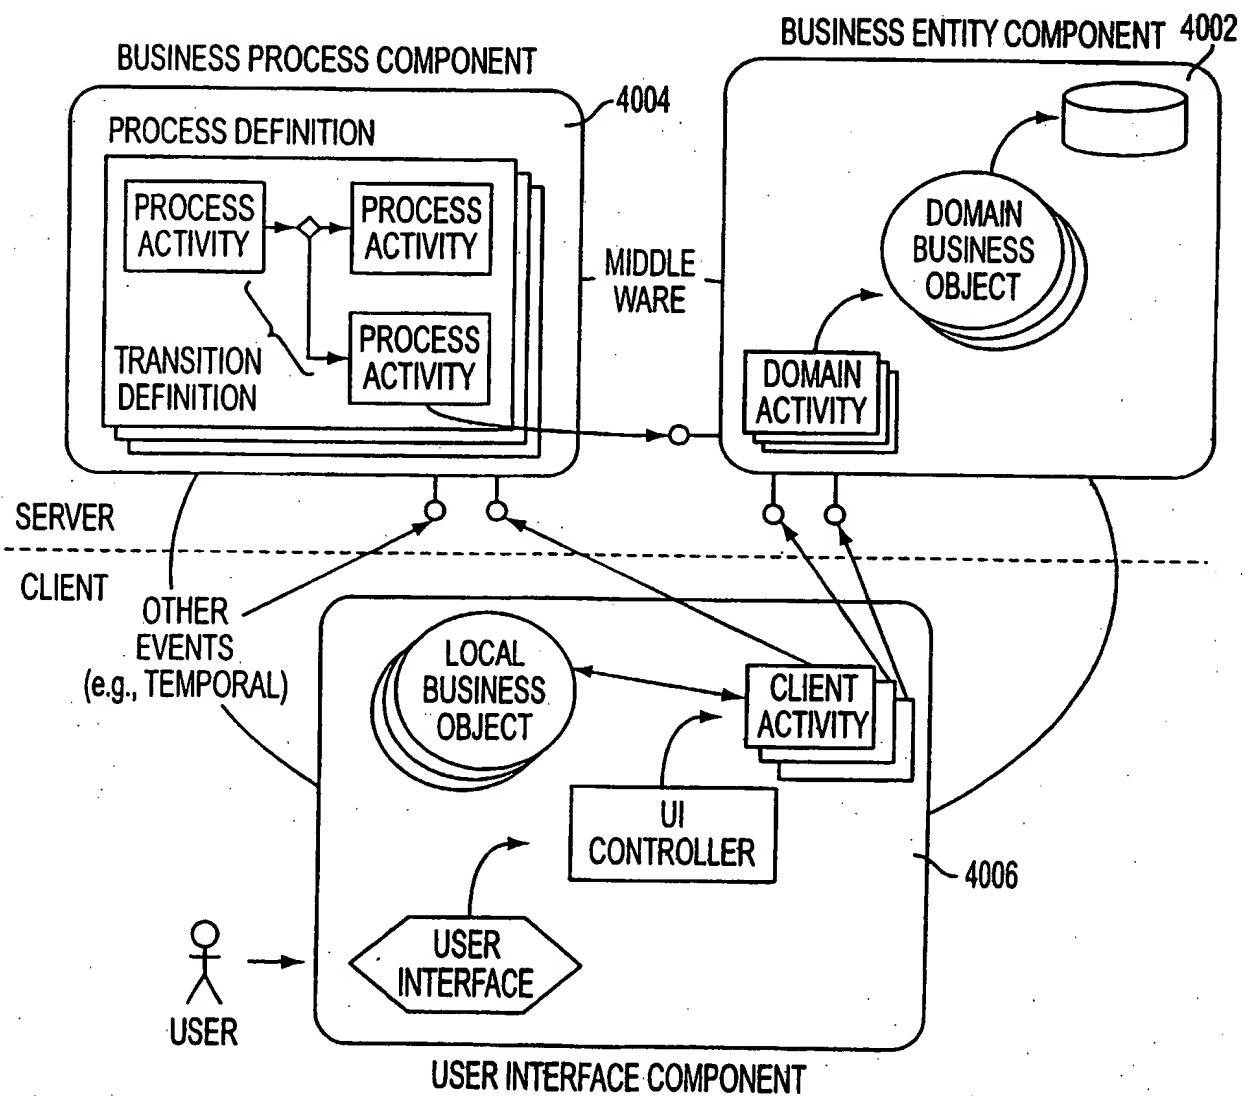 BUSINESS PROCESS COMPONENT
4004
PROCESS DEFINITION
PROCESS
ACTIVITY
PROCESS
ACTIVITY
PROCESS
ACTIVITY
TRANSITION
DEFINITION
MIDDLE
WARE
BUSINESS ENTITY COMPONENT
4002
DOMAIN
BUSINESS
OBJECT
DOMAIN
ACTIVITY
SERVER
CLIENT
OTHER
EVENTS
(e.g., TEMPORAL)
LOCAL
BUSINESS
OBJECT
CLIENT
ACTIVITY
UI
CONTROLLER
4006
USER
INTERFACE
USER
USER INTERFACE COMPONENT